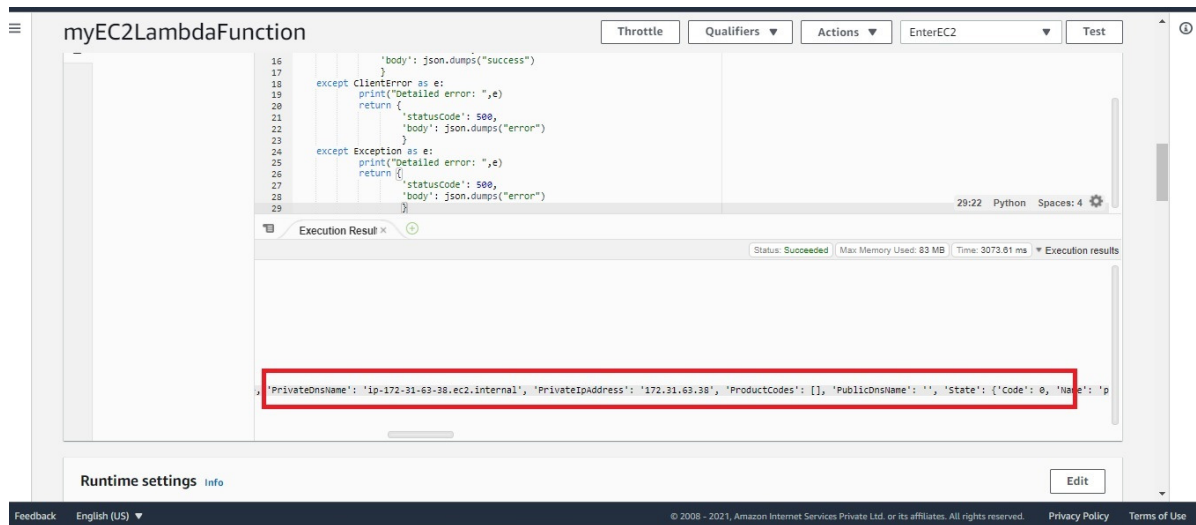 myEC2LambdaFunction
Throttle
Qualifiers ▼
Actions ▼
EnterEC2 ▼
Test
16 'body': json.dumps("success")
17 }
18 except ClientError as e:
19 print("Detailed error: ",e)
20 return {
21 'statusCode': 500,
22 'body': json.dumps("error")
23 }
24 except Exception as e:
25 print("Detailed error: ",e)
26 return {
27 'statusCode': 500,
28 'body': json.dumps("error")
29 }
29:22 Python Spaces: 4
Execution Result ×
Status: Succeeded Max Memory Used: 83 MB Time: 3073.61 ms ▼ Execution results
, 'PrivateDnsName': 'ip-172-31-63-38.ec2.internal', 'PrivateIpAddress': '172.31.63.38', 'ProductCodes': [], 'PublicDnsName': '', 'State': {'Code': 0, 'Name': 'p
Runtime settings Info
Edit
Feedback English (US) ▼ © 2008 - 2021, Amazon Internet Services Private Ltd. or its affiliates. All rights reserved. Privacy Policy Terms of Use